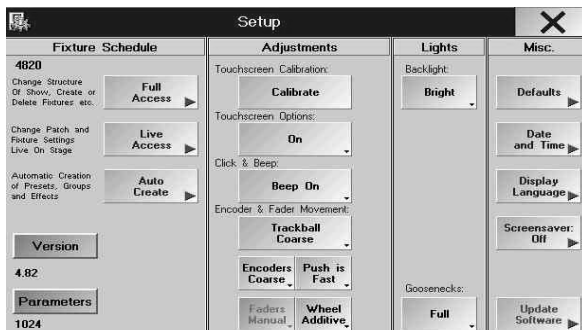 Setup
Fixture Schedule
4820
Change Structure
Of Show, Create or
Delete Fixtures etc.
Full
Access
Change Patch and
Fixture Settings
Live On Stage
Live
Access
Automatic Creation
of Presets, Groups
and Effects
Auto
Create
Version
4.82
Parameters
1024
Adjustments
Touchscreen Calibration:
Calibrate
Touchscreen Options:
On
Click & Beep:
Beep On
Encoder & Fader Movement:
Trackball
Coarse
Encoders
Coarse
Push is
Fast
Faders
Manual
Wheel
Additive
Lights
Backlight:
Bright
Goosenecks:
Full
Misc.
Defaults
Date
and Time
Display
Language
Screensaver:
Off
Update
Software